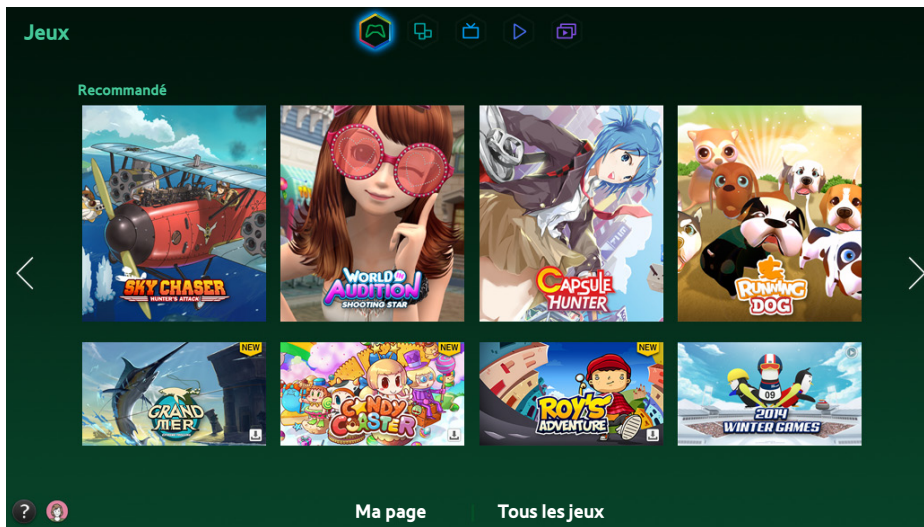 Jeux
Recommandé
SKY CHASER
HUNTER'S ATTACK
WORLD IN
AUDITION
SHOOTING STAR
CAPSULE
HUNTER
RUNNING
DOG
NEW
GRAND
MER
NEW
CANDY
COASTER
NEW
ROY'S
ADVENTURE
09
2014
WINTER GAMES
?
Ma page
Tous les jeux